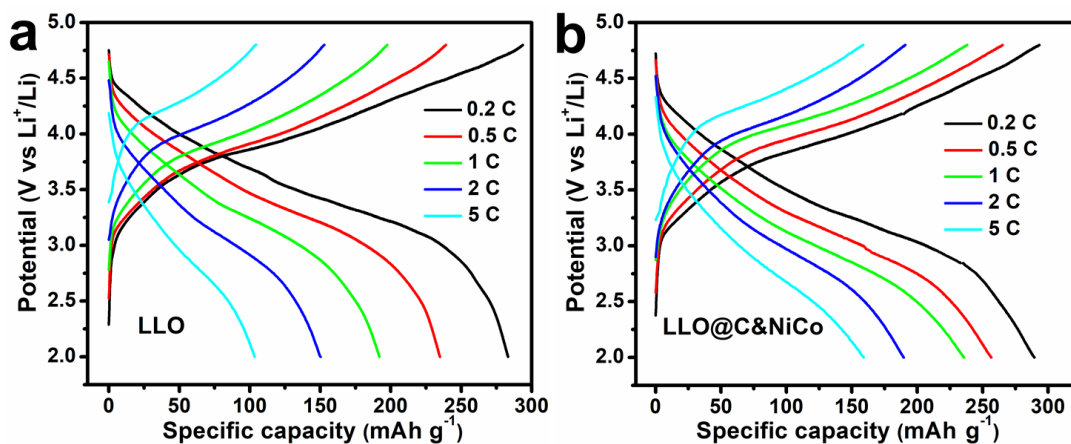 a
5.0
4.5
4.0
3.5
3.0
2.5
2.0
Potential (V vs Li⁺/Li)
0.2 C
0.5 C
1 C
2 C
5 C
LLO
0 50 100 150 200 250 300
Specific capacity (mAh g⁻¹)
b
5.0
4.5
4.0
3.5
3.0
2.5
2.0
Potential (V vs Li⁺/Li)
0.2 C
0.5 C
1 C
2 C
5 C
LLO@C&NiCo
0 50 100 150 200 250 300
Specific capacity (mAh g⁻¹)